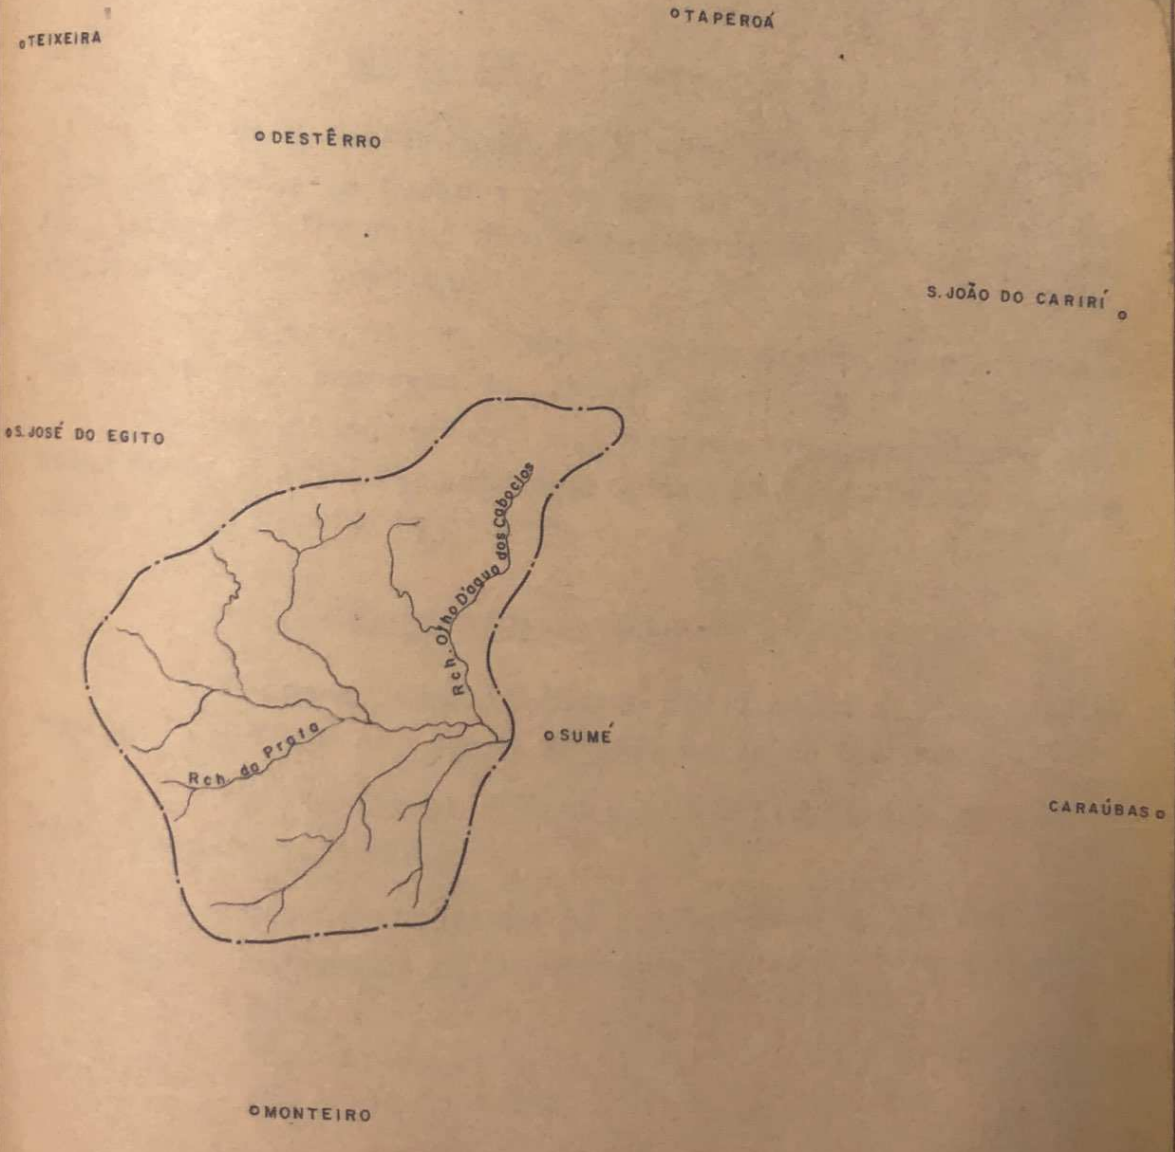 TAPEROÁ
TEIXEIRA
DESTÊRRO
S. JOÃO DO CARIRÍ
S. JOSÉ DO EGITO
Rch. Olho D'agua dos Caboclos
SUMÉ
Rch. da Prata
CARAÚBAS
MONTEIRO